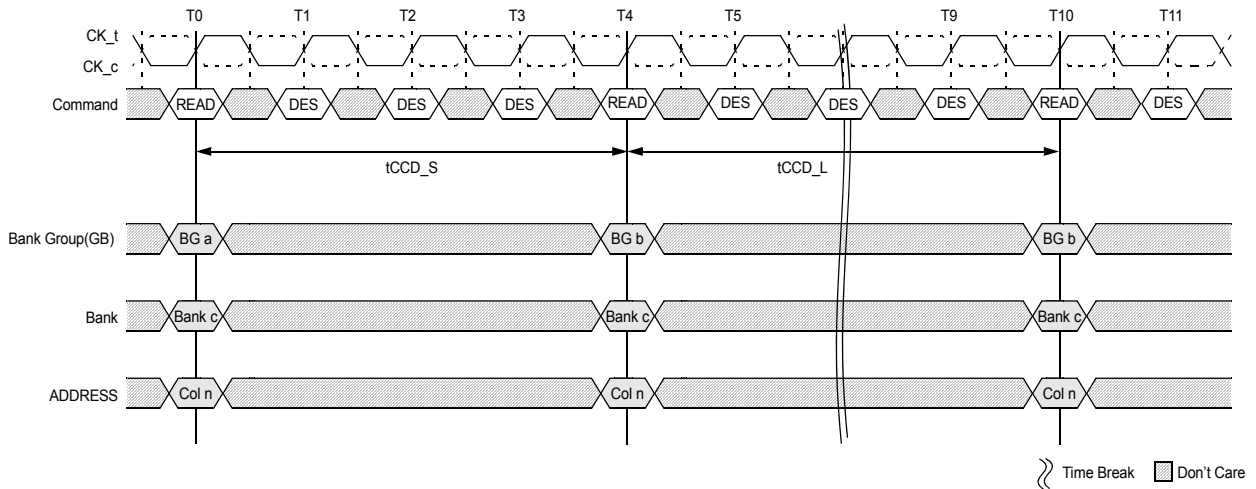 T0 T1 T2 T3 T4 T5 T9 T10 T11
CK_t
CK_c
Command READ DES DES DES READ DES DES DES READ DES
tCCD_S tCCD_L
Bank Group(GB) BG a BG b BG b
Bank Bank c Bank c Bank c
ADDRESS Col n Col n Col n
Time Break Don't Care